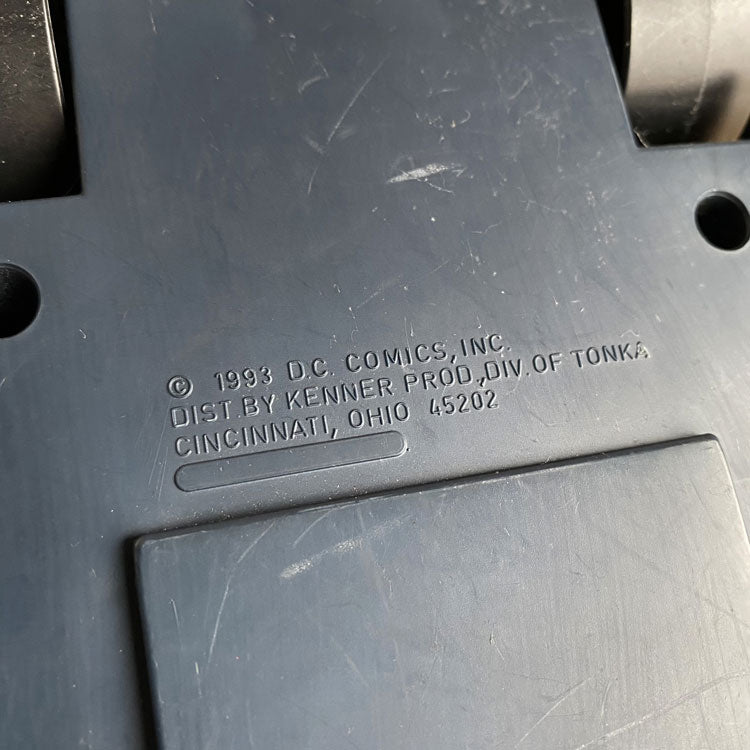 © 1993 D.C. COMICS, INC.
DIST. BY KENNER PROD., DIV. OF TONKA
CINCINNATI, OHIO 45202